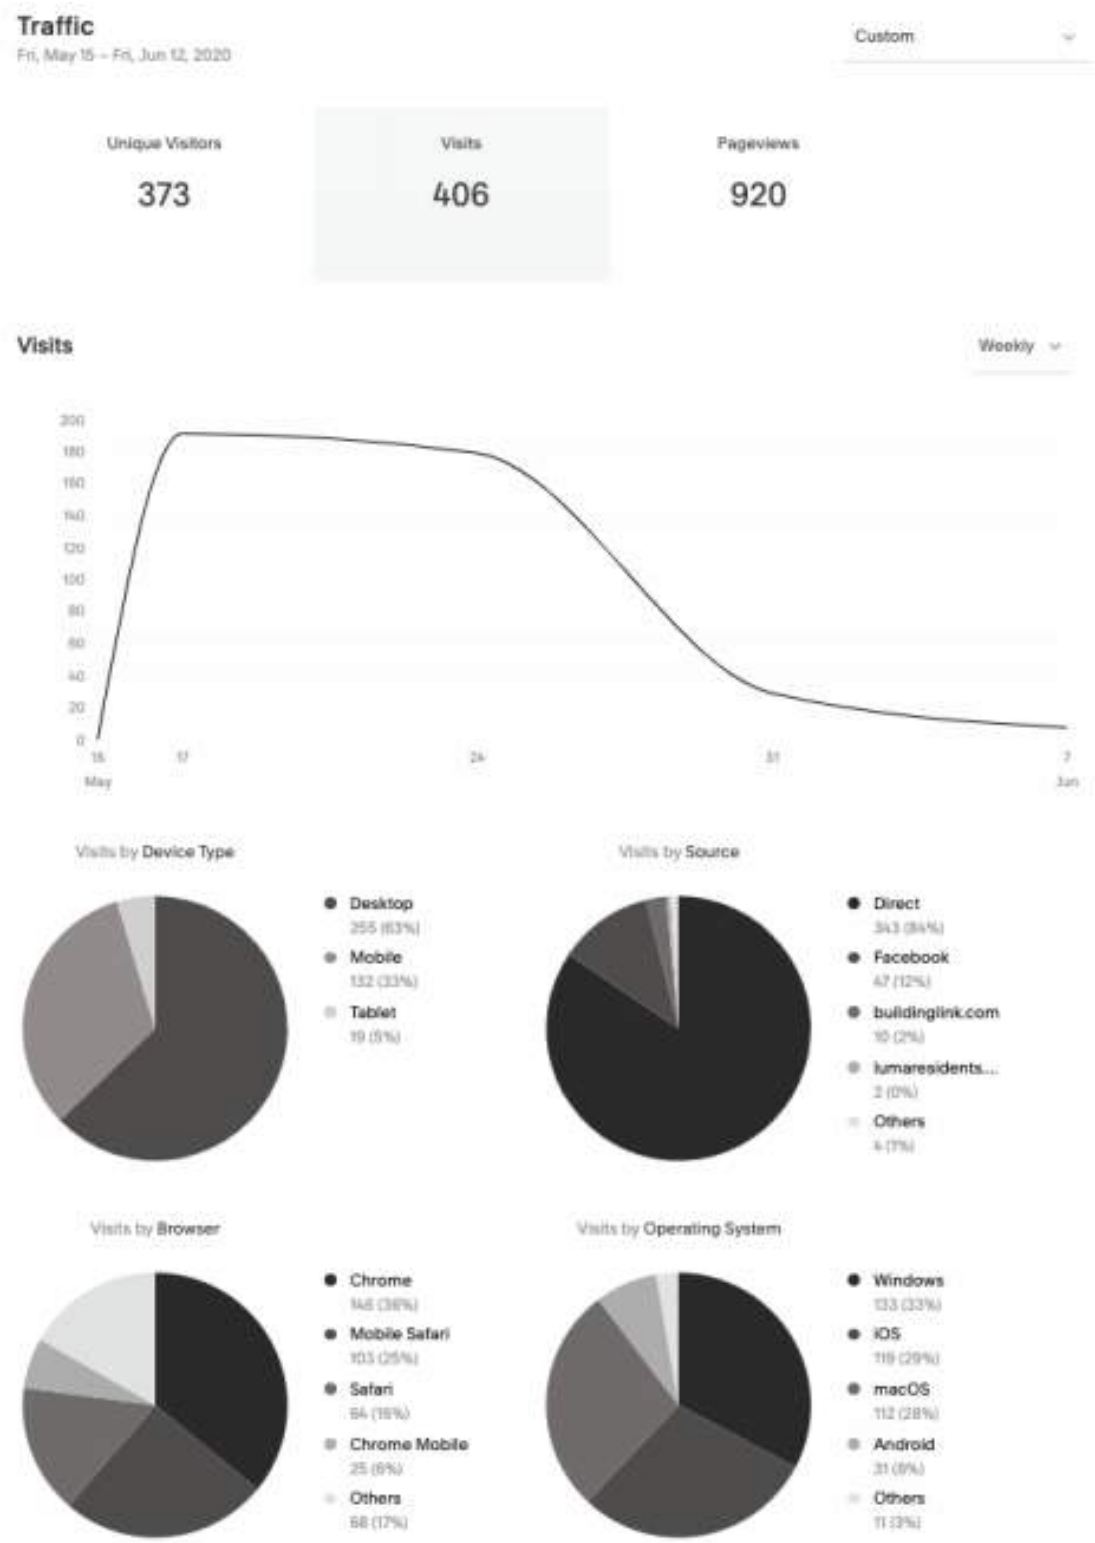 Traffic
Custom
Fri, May 15 – Fri, Jun 12, 2020
Unique Visitors
Visits
Pageviews
373
406
920
Visits
Weekly
200
180
160
140
120
100
80
60
40
20
0
15
17
24
31
7
May
Jun
Visits by Device Type
Desktop
255 (63%)
Mobile
132 (33%)
Tablet
19 (5%)
Visits by Source
Direct
343 (84%)
Facebook
47 (12%)
buildinglink.com
10 (2%)
lumaresidents....
2 (0%)
Others
4 (1%)
Visits by Browser
Chrome
146 (36%)
Mobile Safari
103 (25%)
Safari
64 (16%)
Chrome Mobile
25 (6%)
Others
68 (17%)
Visits by Operating System
Windows
133 (33%)
iOS
119 (29%)
macOS
112 (28%)
Android
31 (8%)
Others
11 (3%)